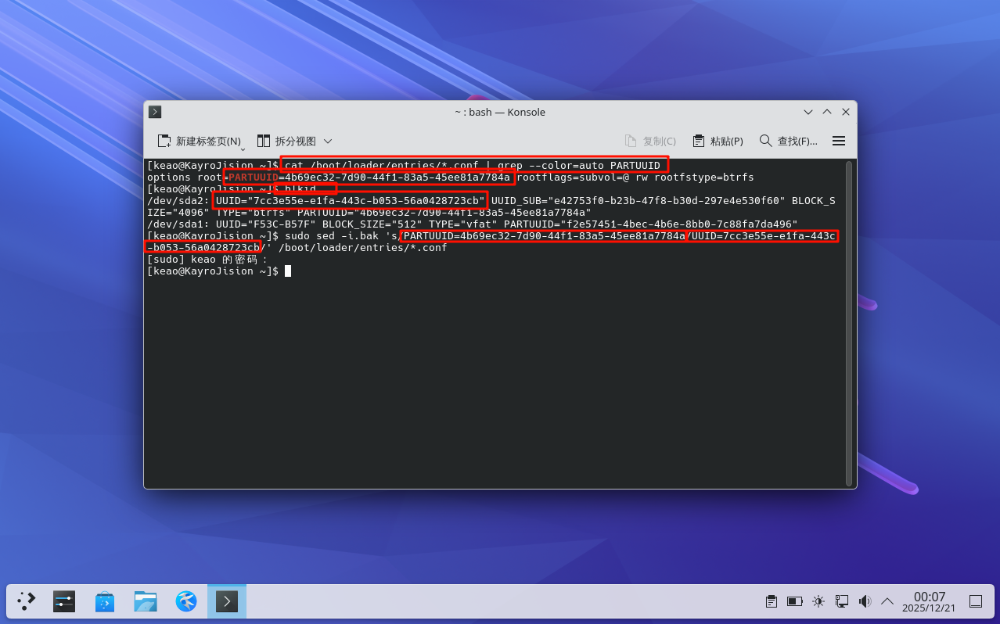 ~ : bash — Konsole
新建标签页(N) 拆分视图 复制(C) 粘贴(P) 查找(F)...
[keao@KayroJision ~]$ cat /boot/loader/entries/*.conf | grep --color=auto PARTUUID
options root=PARTUUID=4b69ec32-7d90-44f1-83a5-45ee81a7784a rootflags=subvol=@ rw rootfstype=btrfs
[keao@KayroJision ~]$ blkid
/dev/sda2: UUID="7cc3e55e-e1fa-443c-b053-56a0428723cb" UUID_SUB="e42753f0-b23b-47f8-b30d-297e4e530f60" BLOCK_S
IZE="4096" TYPE="btrfs" PARTUUID="4b69ec32-7d90-44f1-83a5-45ee81a7784a"
/dev/sda1: UUID="F53C-B57F" BLOCK_SIZE="512" TYPE="vfat" PARTUUID="f2e57451-4bec-4b6e-8bb0-7c88fa7da496"
[keao@KayroJision ~]$ sudo sed -i.bak 's/PARTUUID=4b69ec32-7d90-44f1-83a5-45ee81a7784a/UUID=7cc3e55e-e1fa-443c
-b053-56a0428723cb/' /boot/loader/entries/*.conf
[sudo] keao 的密码：
[keao@KayroJision ~]$
00:07
2025/12/21